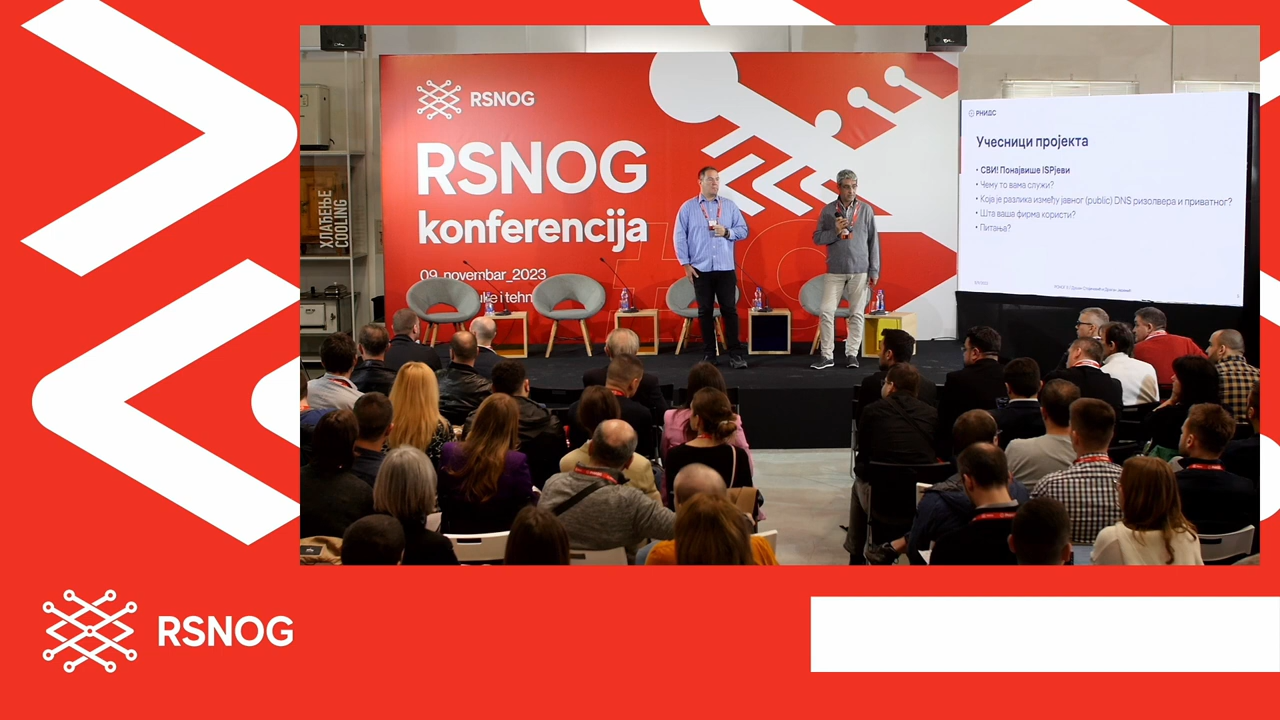 RSNOG
RSNOG
konferencija
09_novembar_2023
ХЛАЂЕЊЕ
COOLING
РНИДС
Учесници пројекта
• СВИ! Понајвише ISPјеви
• Чему то вама служи?
• Која је разлика између јавног (public) DNS ризолвера и приватног?
• Шта ваша фирма користи?
• Питања?
RSNOG